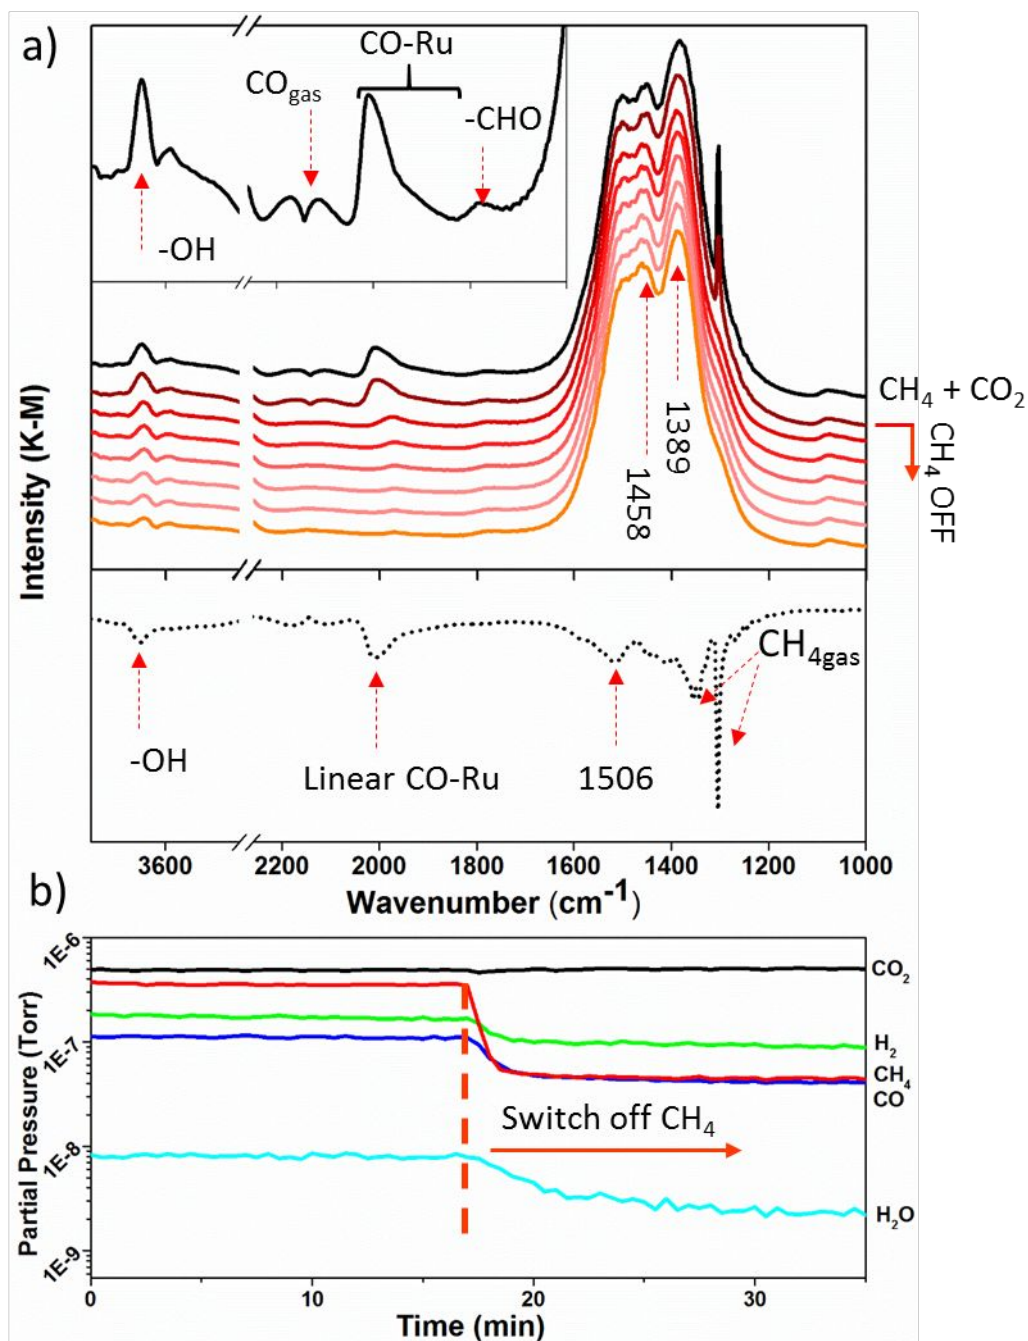 a)
CO-Ru
COgas
-CHO
-OH
CH4 + CO2
CH4 OFF
1389
1458
Intensity (K-M)
CH4gas
-OH
Linear CO-Ru
1506
3600 2200 2000 1800 1600 1400 1200 1000
Wavenumber (cm-1)
b)
1E-6
CO2
1E-7
H2
CH4
CO
Switch off CH4
1E-8
H2O
1E-9
Partial Pressure (Torr)
0 10 20 30
Time (min)